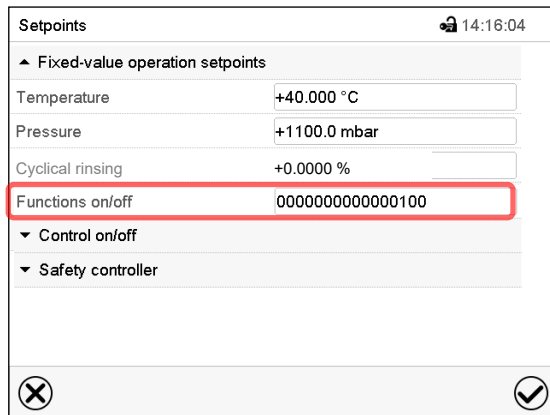 Setpoints 14:16:04
Fixed-value operation setpoints
Temperature +40.000 °C
Pressure +1100.0 mbar
Cyclical rinsing +0.0000 %
Functions on/off 0000000000000100
Control on/off
Safety controller